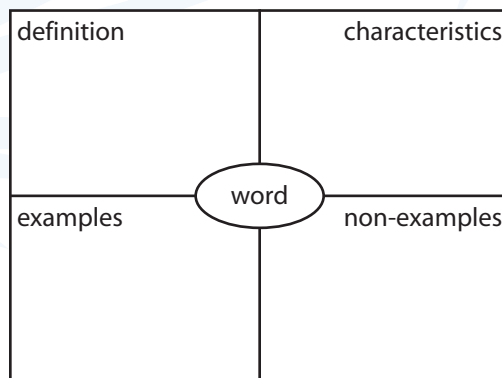 definition
characteristics
word
examples
non-examples